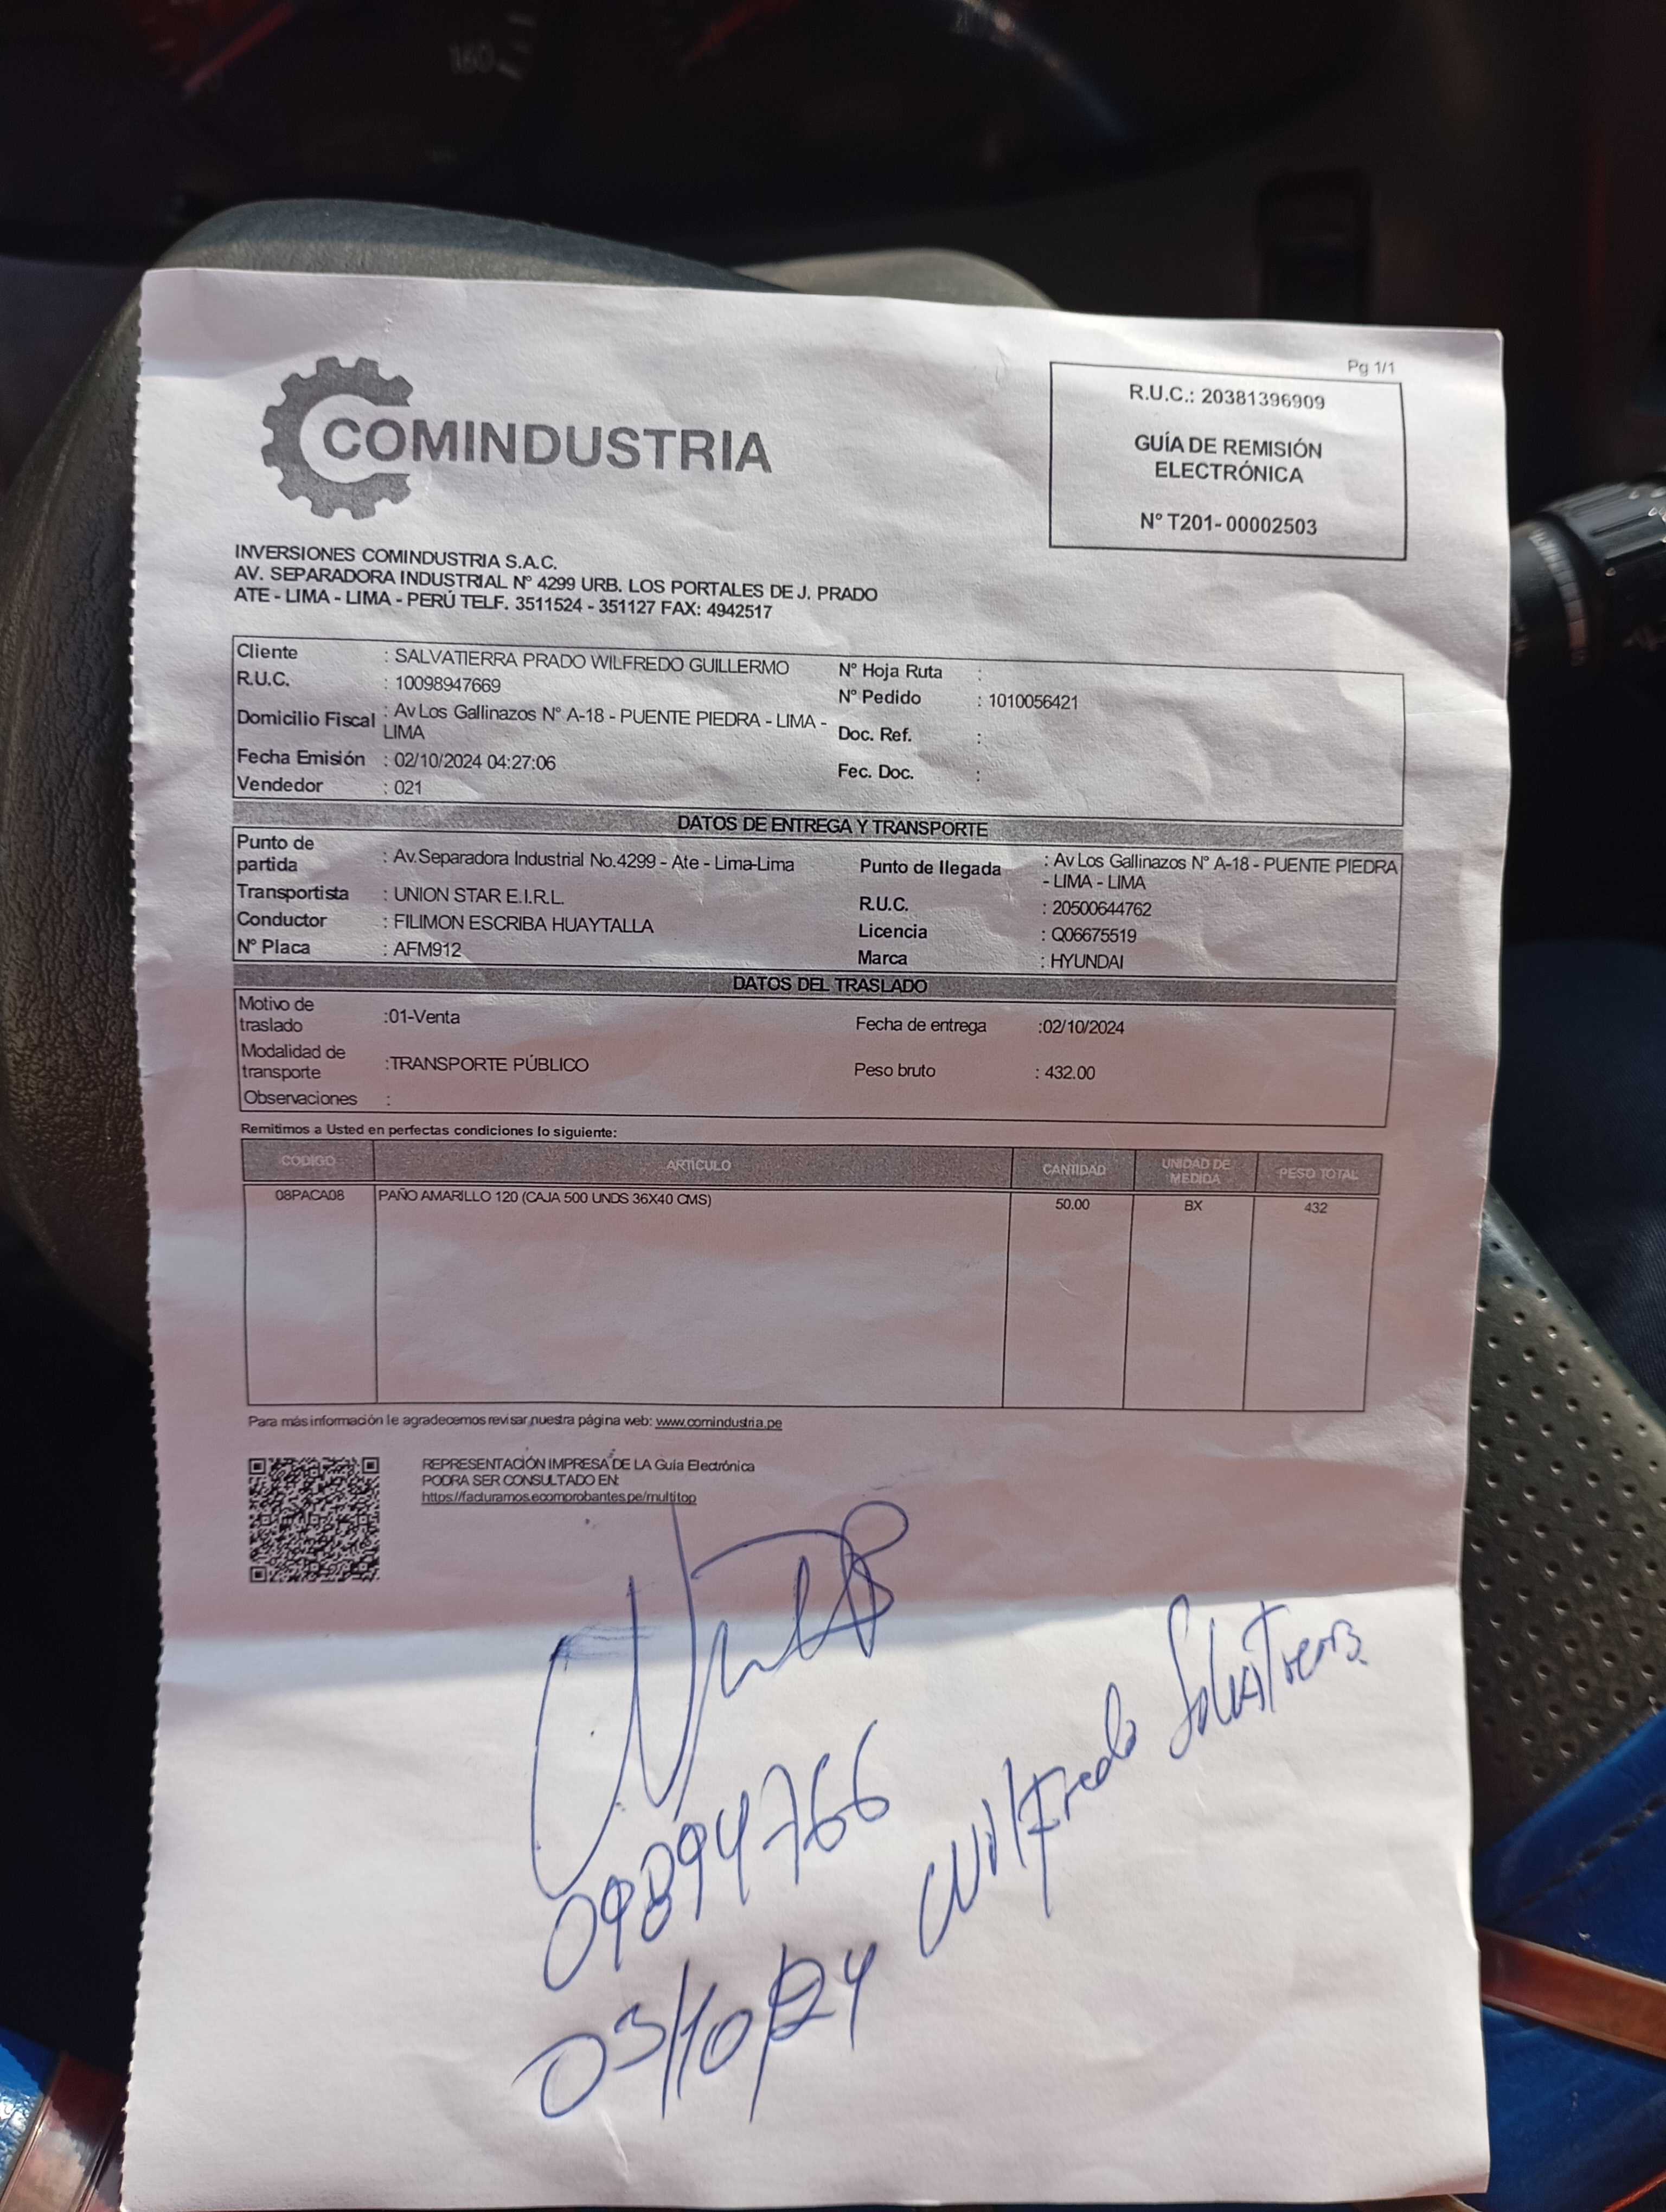 160
Pg 1/1
COMINDUSTRIA
R.U.C.: 20381396909
GUÍA DE REMISIÓN
ELECTRÓNICA
N° T201-00002503
INVERSIONES COMINDUSTRIA S.A.C.
AV. SEPARADORA INDUSTRIAL N° 4299 URB. LOS PORTALES DE J. PRADO
ATE - LIMA - LIMA - PERÚ TELF. 3511524 - 351127 FAX: 4942517
Cliente : SALVATIERRA PRADO WILFREDO GUILLERMO
R.U.C. : 10098947669
Domicilio Fiscal : Av Los Gallinazos N° A-18 - PUENTE PIEDRA - LIMA -
LIMA
Fecha Emisión : 02/10/2024 04:27:06
Vendedor : 021
N° Hoja Ruta :
N° Pedido : 1010056421
Doc. Ref. :
Fec. Doc. :
DATOS DE ENTREGA Y TRANSPORTE
Punto de
partida : Av.Separadora Industrial No.4299 - Ate - Lima-Lima
Transportista : UNION STAR E.I.R.L.
Conductor : FILIMON ESCRIBA HUAYTALLA
N° Placa : AFM912
Punto de llegada : Av Los Gallinazos N° A-18 - PUENTE PIEDRA
- LIMA - LIMA
R.U.C. : 20500644762
Licencia : Q06675519
Marca : HYUNDAI
DATOS DEL TRASLADO
Motivo de
traslado :01-Venta
Modalidad de
transporte :TRANSPORTE PÚBLICO
Observaciones :
Fecha de entrega :02/10/2024
Peso bruto : 432.00
Remitimos a Usted en perfectas condiciones lo siguiente:
CODIGO ARTÍCULO CANTIDAD UNIDAD DE MEDIDA PESO TOTAL
08PACA08 PAÑO AMARILLO 120 (CAJA 500 UNDS 36X40 CMS) 50.00 BX 432
Para más información le agradecemos revisar nuestra página web: www.comindustria.pe
REPRESENTACIÓN IMPRESA DE LA Guía Electrónica
PODRA SER CONSULTADO EN:
https://facturamos.ecomprobantes.pe/multitop
09894766
Wilfredo Salvatierra
03/10/24